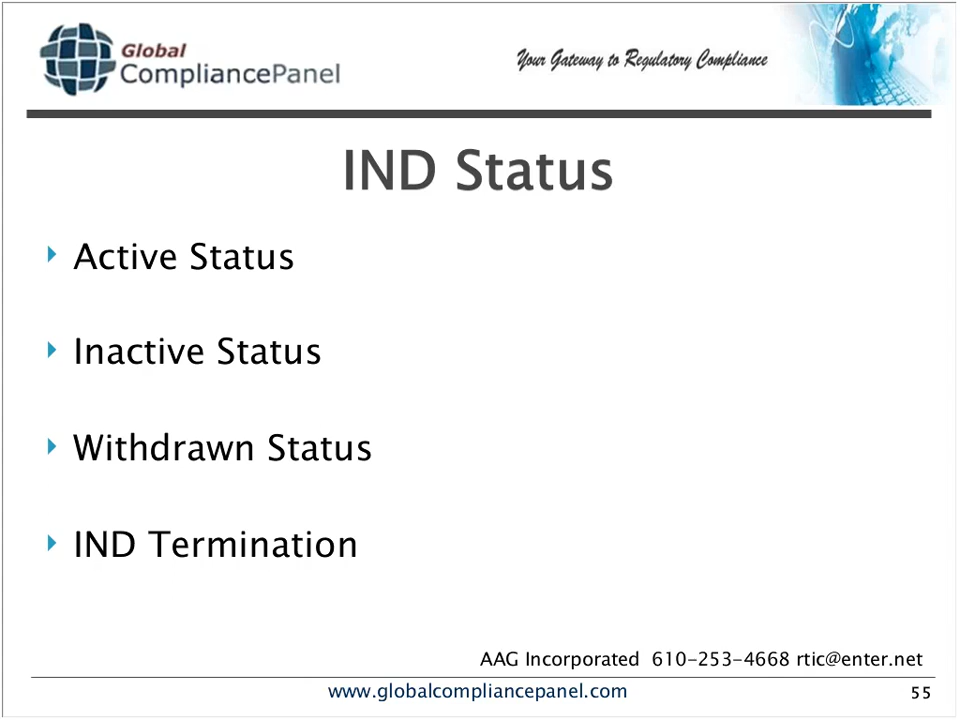 Global
CompliancePanel
Your Gateway to Regulatory Compliance
IND Status
Active Status
Inactive Status
Withdrawn Status
IND Termination
AAG Incorporated 610-253-4668 rtic@enter.net
www.globalcompliancepanel.com
55